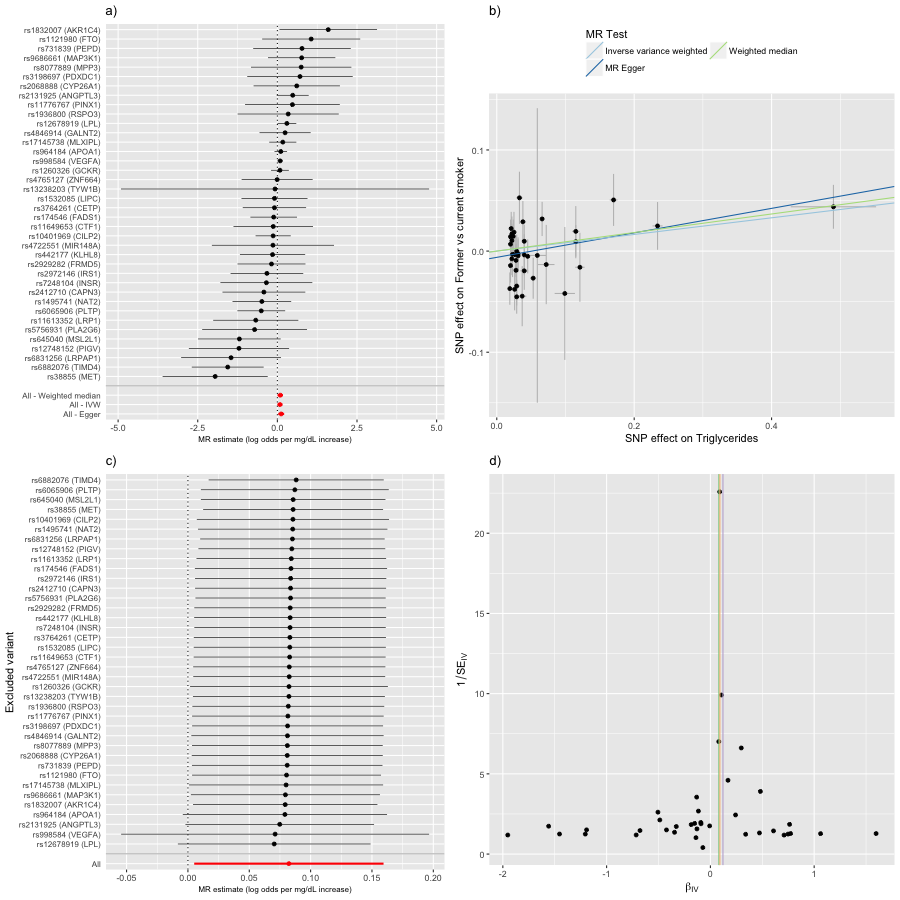 a)
rs1832007 (AKR1C4)
rs1121980 (FTO)
rs731839 (PEPD)
rs9686661 (MAP3K1)
rs8077889 (MPP3)
rs3198697 (PDXDC1)
rs2068888 (CYP26A1)
rs2131925 (ANGPTL3)
rs11776767 (PINX1)
rs1936800 (RSPO3)
rs12678919 (LPL)
rs4846914 (GALNT2)
rs17145738 (MLXIPL)
rs964184 (APOA1)
rs998584 (VEGFA)
rs1260326 (GCKR)
rs4765127 (ZNF664)
rs13238203 (TYW1B)
rs1532085 (LIPC)
rs3764261 (CETP)
rs174546 (FADS1)
rs11649653 (CTF1)
rs10401969 (CILP2)
rs4722551 (MIR148A)
rs442177 (KLHL8)
rs2929282 (FRMD5)
rs2972146 (IRS1)
rs7248104 (INSR)
rs2412710 (CAPN3)
rs1495741 (NAT2)
rs6065906 (PLTP)
rs11613352 (LRP1)
rs5756931 (PLA2G6)
rs645040 (MSL2L1)
rs12748152 (PIGV)
rs6831256 (LRPAP1)
rs6882076 (TIMD4)
rs38855 (MET)
All - Weighted median
All - IVW
All - Egger
-5.0 -2.5 0.0 2.5 5.0
MR estimate (log odds per mg/dL increase)
b)
MR Test
Inverse variance weighted
Weighted median
MR Egger
SNP effect on Former vs current smoker
0.1
0.0
-0.1
0.0 0.2 0.4
SNP effect on Triglycerides
c)
Excluded variant
rs6882076 (TIMD4)
rs6065906 (PLTP)
rs645040 (MSL2L1)
rs38855 (MET)
rs10401969 (CILP2)
rs1495741 (NAT2)
rs6831256 (LRPAP1)
rs12748152 (PIGV)
rs11613352 (LRP1)
rs174546 (FADS1)
rs2972146 (IRS1)
rs2412710 (CAPN3)
rs5756931 (PLA2G6)
rs2929282 (FRMD5)
rs442177 (KLHL8)
rs7248104 (INSR)
rs3764261 (CETP)
rs1532085 (LIPC)
rs11649653 (CTF1)
rs4765127 (ZNF664)
rs4722551 (MIR148A)
rs1260326 (GCKR)
rs13238203 (TYW1B)
rs1936800 (RSPO3)
rs11776767 (PINX1)
rs3198697 (PDXDC1)
rs4846914 (GALNT2)
rs8077889 (MPP3)
rs2068888 (CYP26A1)
rs731839 (PEPD)
rs1121980 (FTO)
rs17145738 (MLXIPL)
rs9686661 (MAP3K1)
rs1832007 (AKR1C4)
rs964184 (APOA1)
rs2131925 (ANGPTL3)
rs998584 (VEGFA)
rs12678919 (LPL)
All
-0.05 0.00 0.05 0.10 0.15 0.20
MR estimate (log odds per mg/dL increase)
d)
1/SE_IV
20
15
10
5
0
-2 -1 0 1
β_IV